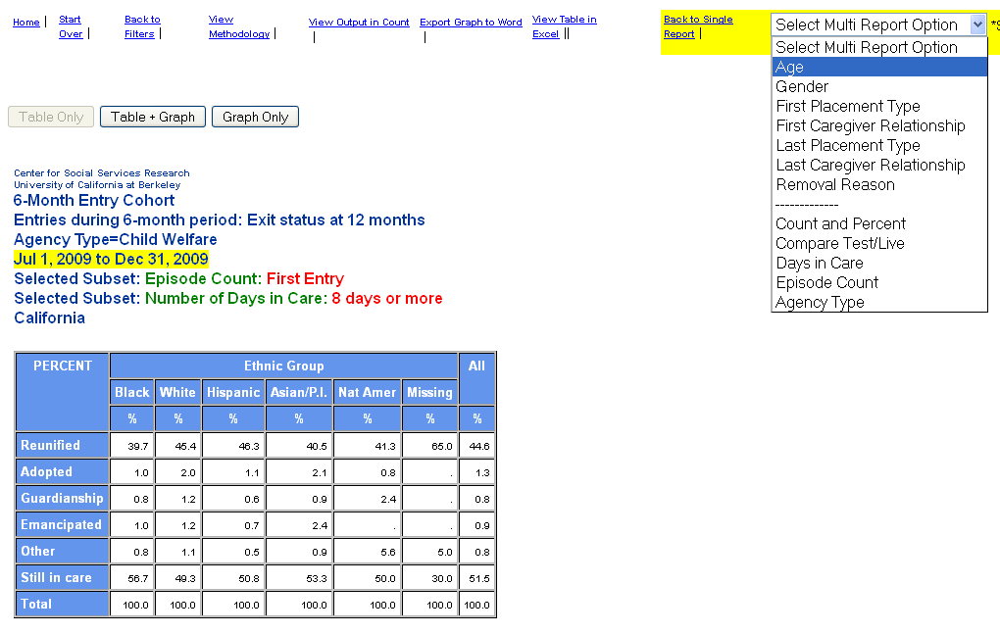 Home | Start Over | Back to Filters | View Methodology | View Output in Count | Export Graph to Word | View Table in Excel || Back to Single Report |
Select Multi Report Option
Select Multi Report Option
Age
Gender
First Placement Type
First Caregiver Relationship
Last Placement Type
Last Caregiver Relationship
Removal Reason
-------------
Count and Percent
Compare Test/Live
Days in Care
Episode Count
Agency Type
Table Only Table + Graph Graph Only
Center for Social Services Research
University of California at Berkeley
6-Month Entry Cohort
Entries during 6-month period: Exit status at 12 months
Agency Type=Child Welfare
Jul 1, 2009 to Dec 31, 2009
Selected Subset: Episode Count: First Entry
Selected Subset: Number of Days in Care: 8 days or more
California
PERCENT Ethnic Group All
Black White Hispanic Asian/P.I. Nat Amer Missing
% % % % % % %
Reunified 39.7 45.4 46.3 40.5 41.3 65.0 44.6
Adopted 1.0 2.0 1.1 2.1 0.8 . 1.3
Guardianship 0.8 1.2 0.6 0.9 2.4 . 0.8
Emancipated 1.0 1.2 0.7 2.4 . . 0.9
Other 0.8 1.1 0.5 0.9 5.6 5.0 0.8
Still in care 56.7 49.3 50.8 53.3 50.0 30.0 51.5
Total 100.0 100.0 100.0 100.0 100.0 100.0 100.0